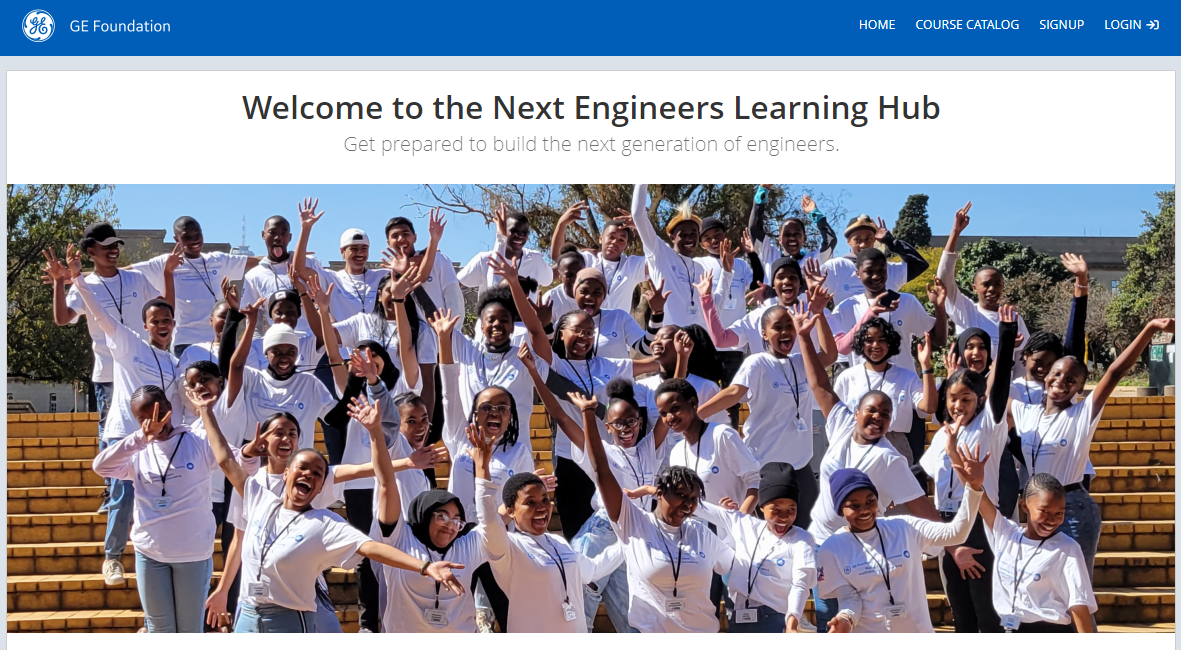 GE Foundation
HOME COURSE CATALOG SIGNUP LOGIN
Welcome to the Next Engineers Learning Hub
Get prepared to build the next generation of engineers.